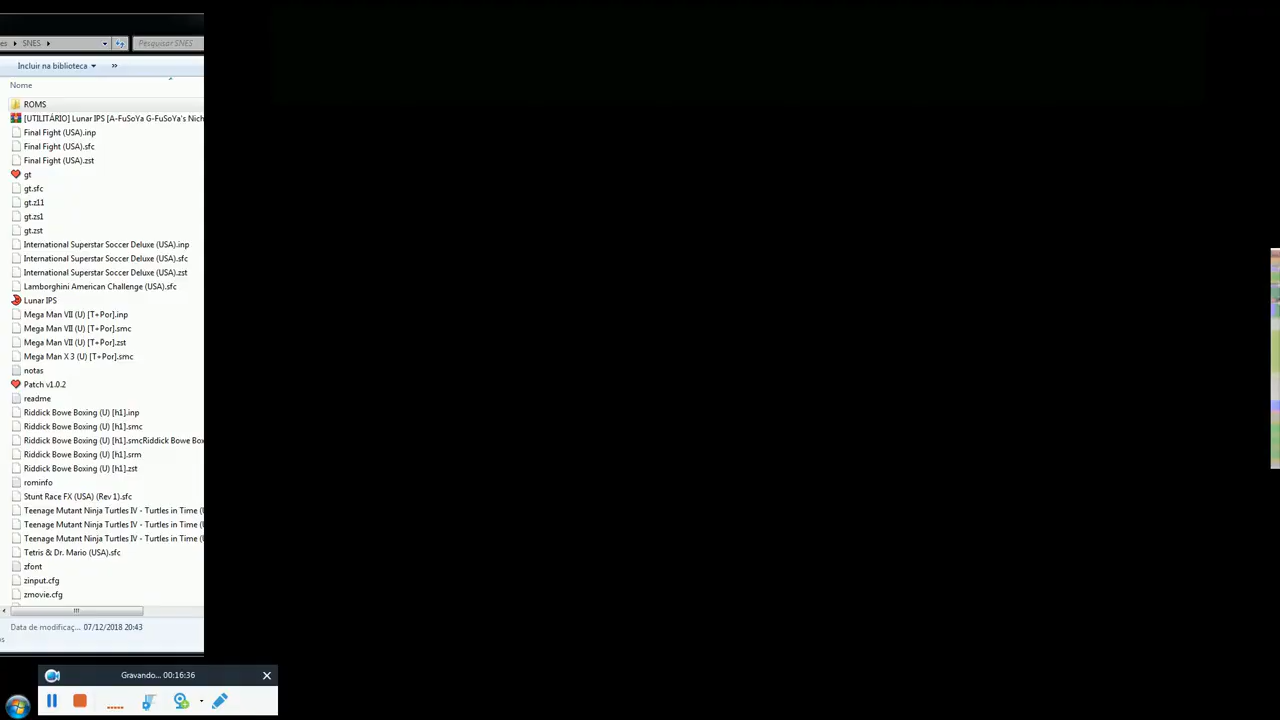 es ▸ SNES ▸
Pesquisar SNES
Incluir na biblioteca
Nome
ROMS
[UTILITÁRIO] Lunar IPS [A-FuSoYa G-FuSoYa's Nich
Final Fight (USA).inp
Final Fight (USA).sfc
Final Fight (USA).zst
gt
gt.sfc
gt.z11
gt.zs1
gt.zst
International Superstar Soccer Deluxe (USA).inp
International Superstar Soccer Deluxe (USA).sfc
International Superstar Soccer Deluxe (USA).zst
Lamborghini American Challenge (USA).sfc
Lunar IPS
Mega Man VII (U) [T+Por].inp
Mega Man VII (U) [T+Por].smc
Mega Man VII (U) [T+Por].zst
Mega Man X 3 (U) [T+Por].smc
notas
Patch v1.0.2
readme
Riddick Bowe Boxing (U) [h1].inp
Riddick Bowe Boxing (U) [h1].smc
Riddick Bowe Boxing (U) [h1].smcRiddick Bowe Box
Riddick Bowe Boxing (U) [h1].srm
Riddick Bowe Boxing (U) [h1].zst
rominfo
Stunt Race FX (USA) (Rev 1).sfc
Teenage Mutant Ninja Turtles IV - Turtles in Time (U
Teenage Mutant Ninja Turtles IV - Turtles in Time (U
Teenage Mutant Ninja Turtles IV - Turtles in Time (U
Tetris & Dr. Mario (USA).sfc
zfont
zinput.cfg
zmovie.cfg
Data de modificaç... 07/12/2018 20:43
os
Gravando... 00:16:36